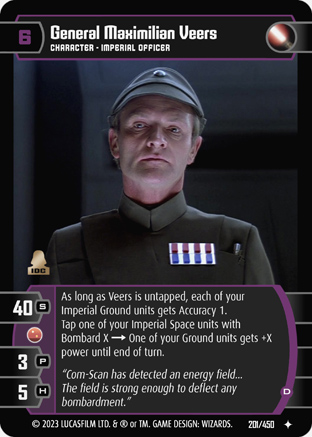 6
General Maximilian Veers
CHARACTER - IMPERIAL OFFICER
IDC
40 S
3 P
5 H
As long as Veers is untapped, each of your
Imperial Ground units gets Accuracy 1.
Tap one of your Imperial Space units with
Bombard X → One of your Ground units gets +X
power until end of turn.
"Com-Scan has detected an energy field...
The field is strong enough to deflect any
bombardment."
D
© 2023 LUCASFILM LTD. & ® or TM. GAME DESIGN: WIZARDS.
201/450